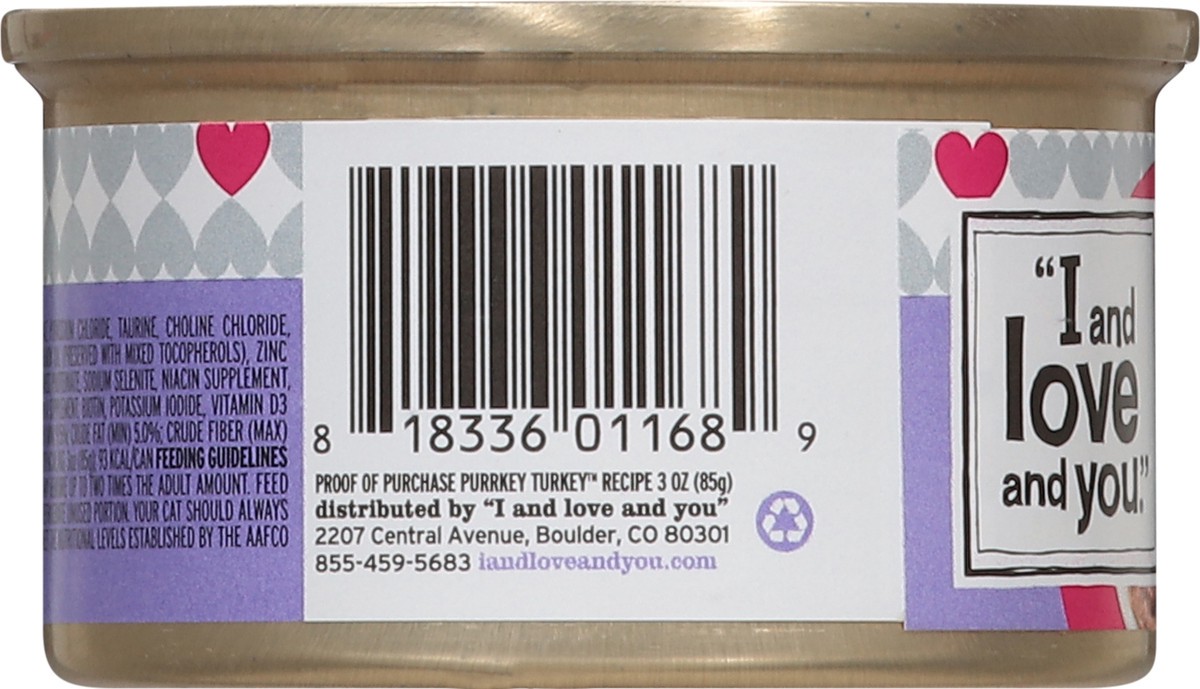 CHLORIDE, TAURINE, CHOLINE CHLORIDE,
PRESERVED WITH MIXED TOCOPHEROLS), ZINC
SODIUM SELENITE, NIACIN SUPPLEMENT,
BIOTIN, POTASSIUM IODIDE, VITAMIN D3
CRUDE FAT (MIN) 5.0%; CRUDE FIBER (MAX)
93 KCAL/CAN FEEDING GUIDELINES
UP TO TWO TIMES THE ADULT AMOUNT. FEED
PORTION. YOUR CAT SHOULD ALWAYS
NUTRITIONAL LEVELS ESTABLISHED BY THE AAFCO
8 18336 01168 9
PROOF OF PURCHASE PURRKEY TURKEY™ RECIPE 3 OZ (85g)
distributed by “I and love and you”
2207 Central Avenue, Boulder, CO 80301
855-459-5683 iandloveandyou.com
“I and
love
and you.”